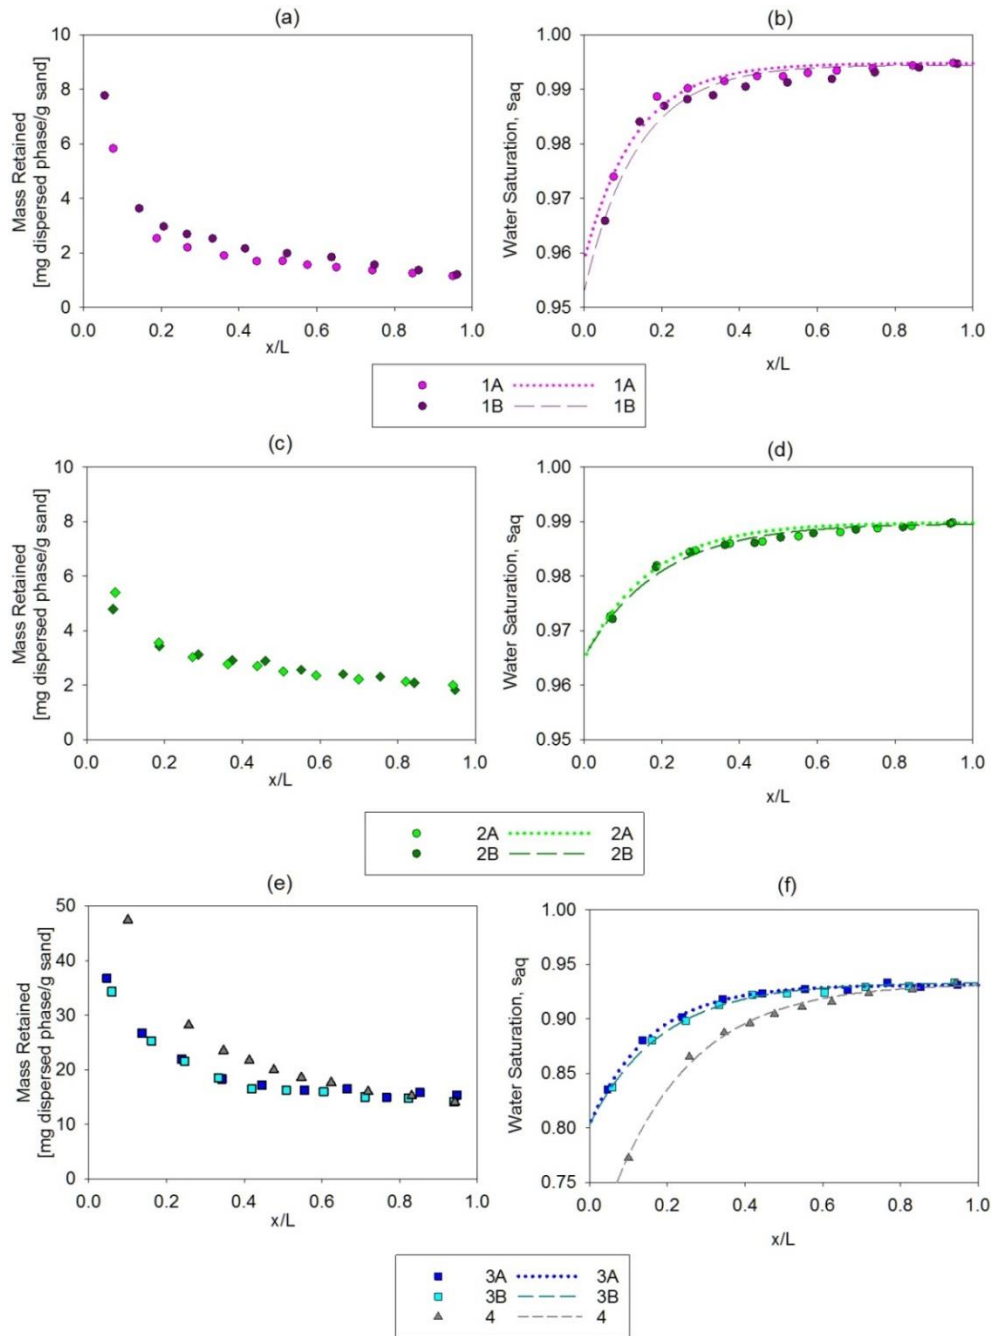 (a)
(b)
Mass Retained
[mg dispersed phase/g sand]
10
8
6
4
2
0
0.0 0.2 0.4 0.6 0.8 1.0
x/L
Water Saturation, saq
1.00
0.99
0.98
0.97
0.96
0.95
0.0 0.2 0.4 0.6 0.8 1.0
x/L
1A 1A
1B 1B
(c)
(d)
Mass Retained
[mg dispersed phase/g sand]
10
8
6
4
2
0
0.0 0.2 0.4 0.6 0.8 1.0
x/L
Water Saturation, saq
1.00
0.99
0.98
0.97
0.96
0.95
0.0 0.2 0.4 0.6 0.8 1.0
x/L
2A 2A
2B 2B
(e)
(f)
Mass Retained
[mg dispersed phase/g sand]
50
40
30
20
10
0
0.0 0.2 0.4 0.6 0.8 1.0
x/L
Water Saturation, saq
1.00
0.95
0.90
0.85
0.80
0.75
0.0 0.2 0.4 0.6 0.8 1.0
x/L
3A 3A
3B 3B
4 4